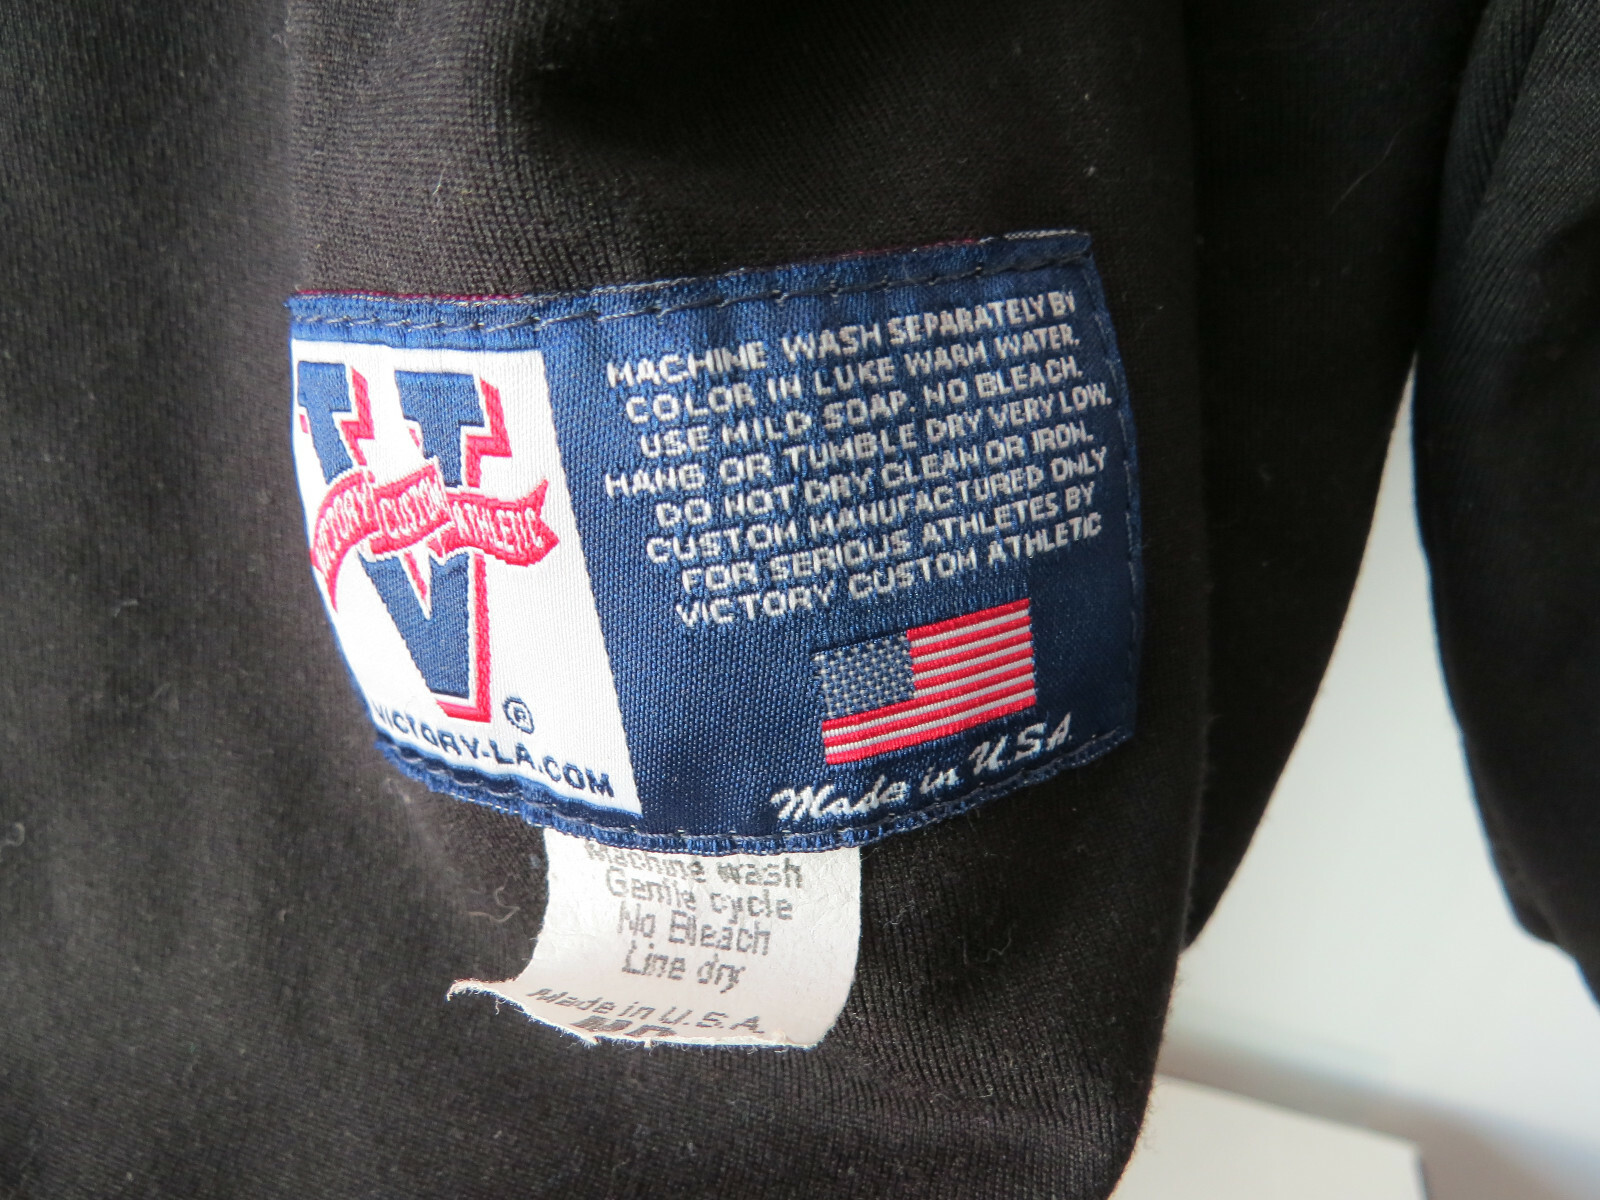 VICTORY CUSTOM ATHLETIC
®
VICTORY-LA.COM
MACHINE WASH SEPARATELY BY
COLOR IN LUKE WARM WATER.
USE MILD SOAP. NO BLEACH.
HANG OR TUMBLE DRY VERY LOW.
DO NOT DRY CLEAN OR IRON.
CUSTOM MANUFACTURED ONLY
FOR SERIOUS ATHLETES BY
VICTORY CUSTOM ATHLETIC
Made in USA
Machine wash
Gentle cycle
No Bleach
Line dry
Made in U.S.A.